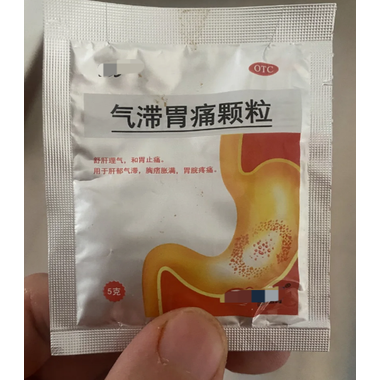 OTC
气滞胃痛颗粒
舒肝理气，和胃止痛。
用于肝郁气滞，胸痞胀满，胃脘疼痛。
5克